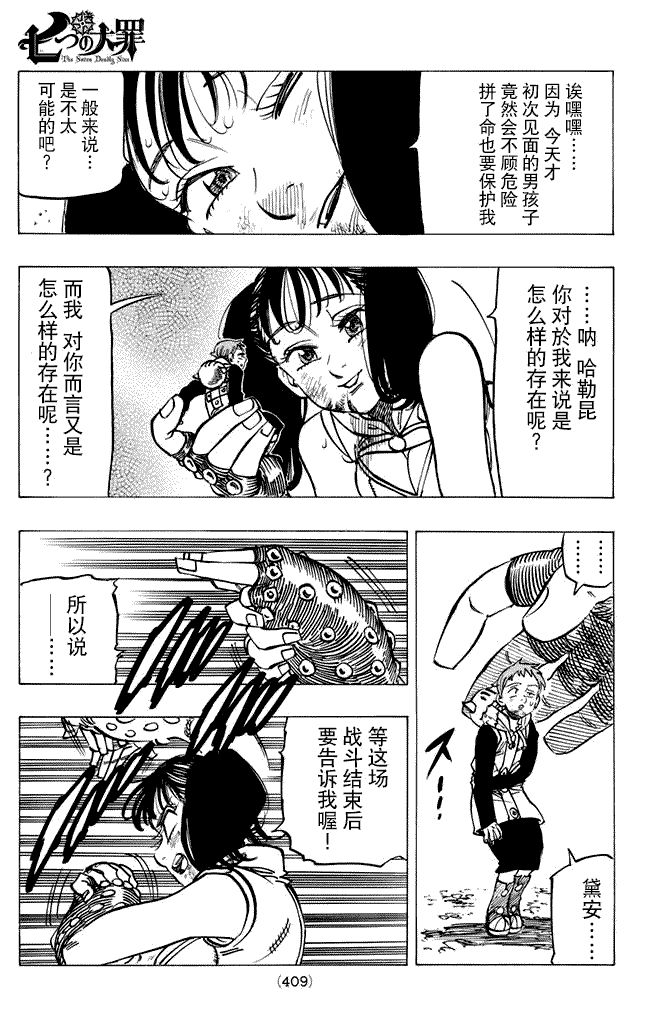 七つの大罪
The Seven Deadly Sins
诶嘿嘿……
因为 今天才
初次见面的男孩子
竟然会不顾危险
拼了命也要保护我
一般来说…
是不太
可能的吧？
……呐 哈勒昆
你对於我来说是
怎么样的存在呢？
而我 对你而言又是
怎么样的存在呢……？
……
……
黛安……
所以说
——……
等这场
战斗结束后
要告诉我喔！
(409)